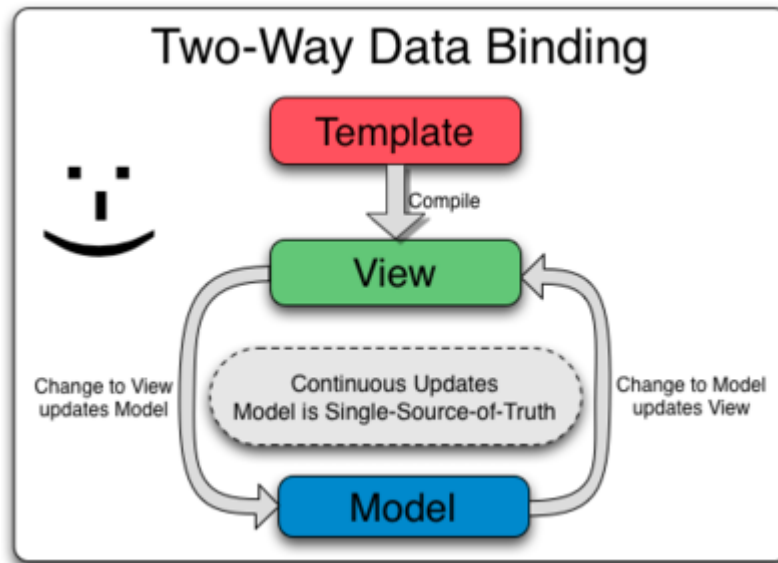 Two-Way Data Binding
Template
Compile
View
Change to View
updates Model
Continuous Updates
Model is Single-Source-of-Truth
Change to Model
updates View
Model